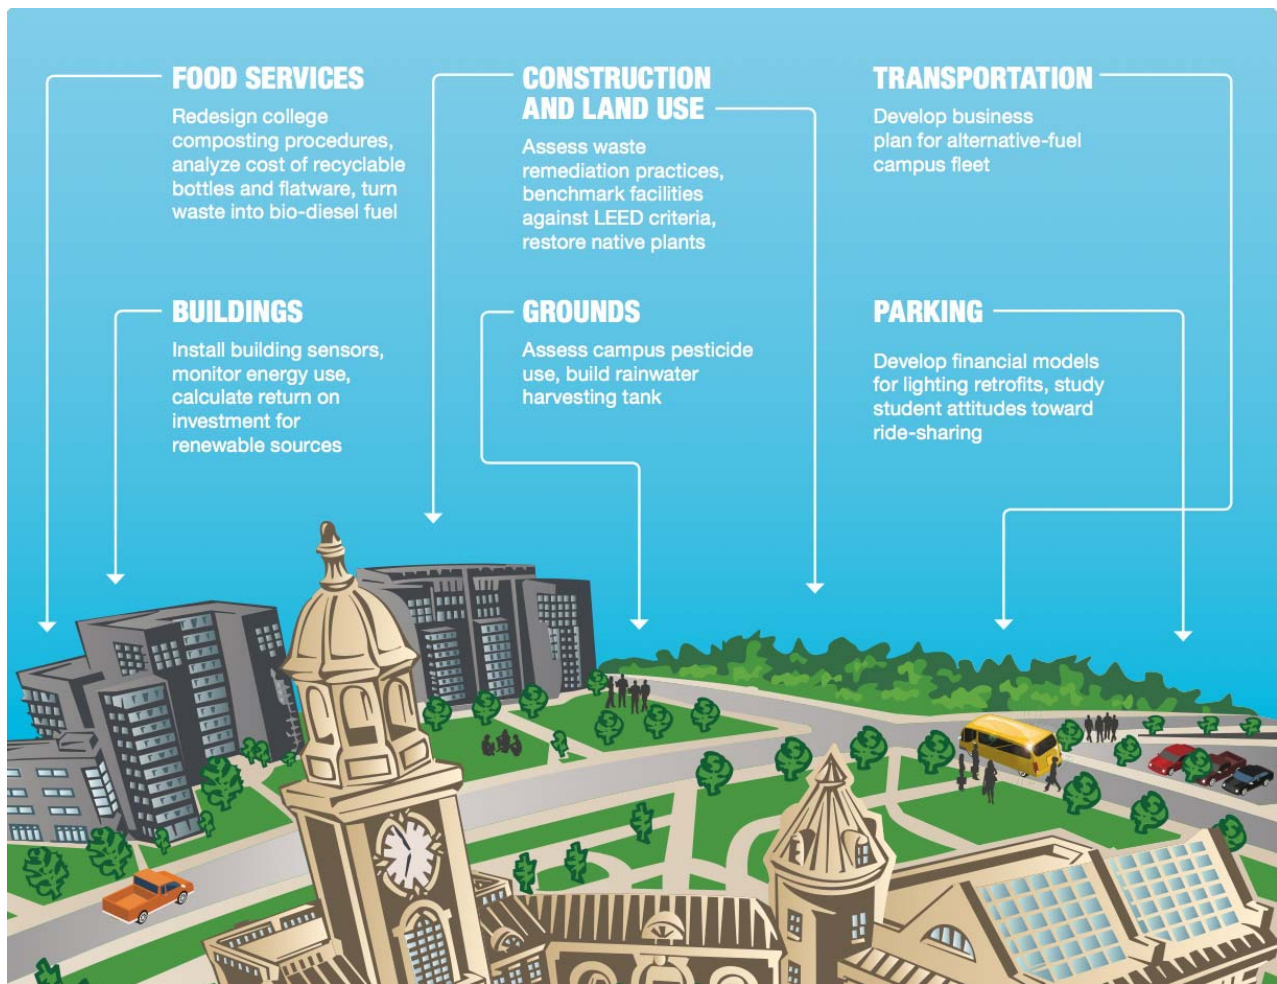 FOOD SERVICES
Redesign college
composting procedures,
analyze cost of recyclable
bottles and flatware, turn
waste into bio-diesel fuel
CONSTRUCTION
AND LAND USE
Assess waste
remediation practices,
benchmark facilities
against LEED criteria,
restore native plants
TRANSPORTATION
Develop business
plan for alternative-fuel
campus fleet
BUILDINGS
Install building sensors,
monitor energy use,
calculate return on
investment for
renewable sources
GROUNDS
Assess campus pesticide
use, build rainwater
harvesting tank
PARKING
Develop financial models
for lighting retrofits, study
student attitudes toward
ride-sharing